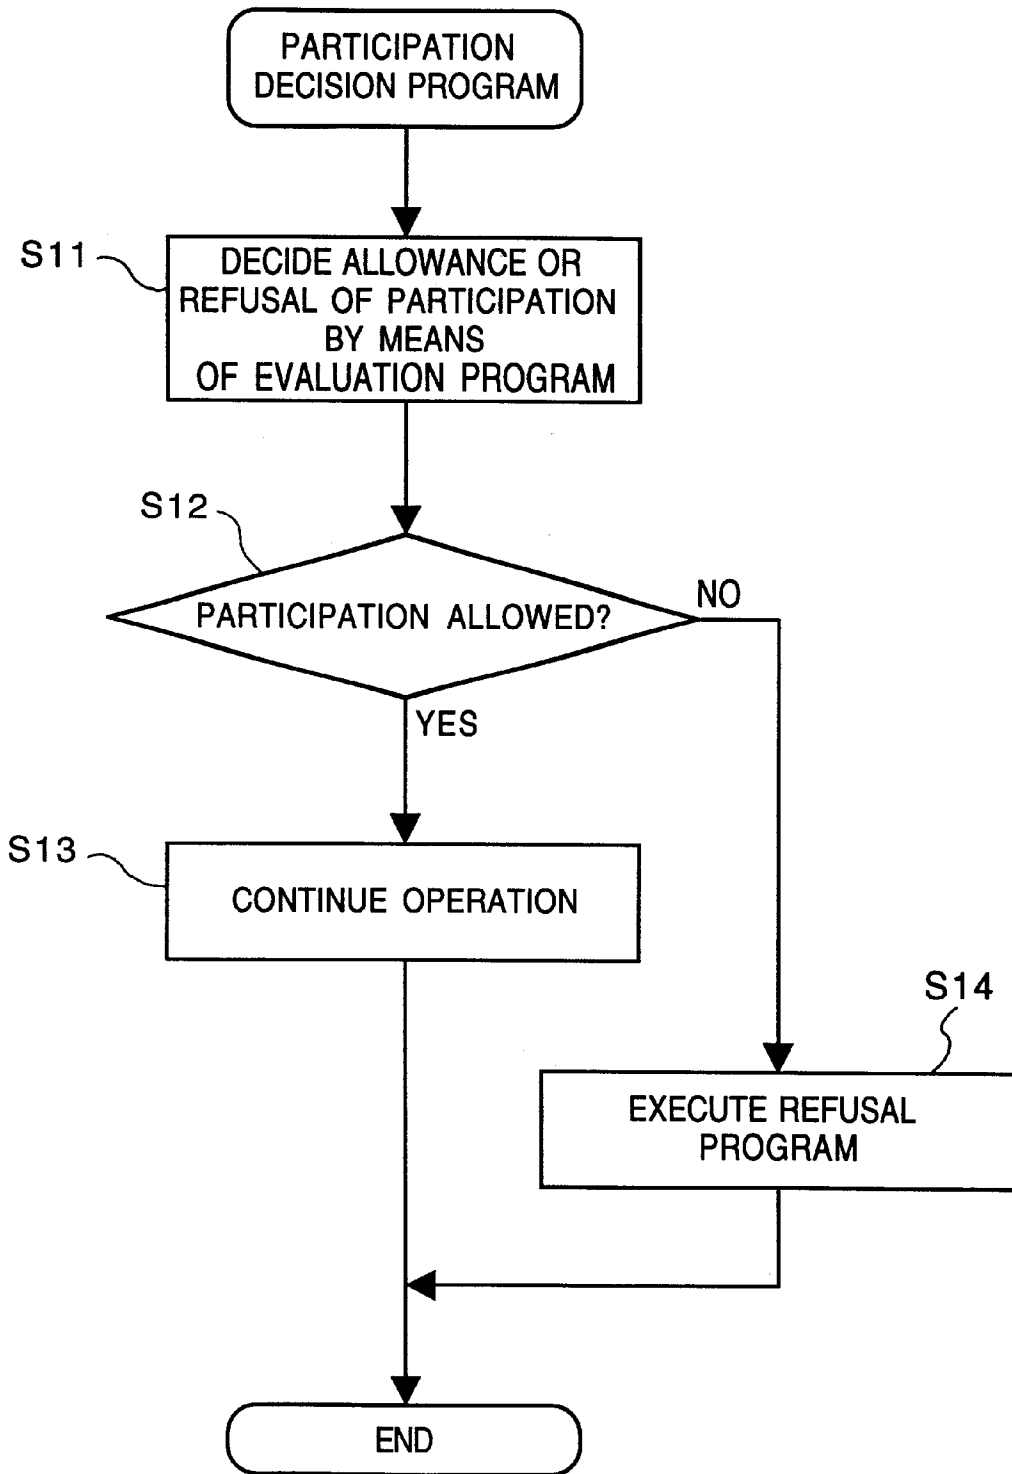 PARTICIPATION
DECISION PROGRAM
S11
DECIDE ALLOWANCE OR
REFUSAL OF PARTICIPATION
BY MEANS
OF EVALUATION PROGRAM
S12
PARTICIPATION ALLOWED?
NO
YES
S13
CONTINUE OPERATION
S14
EXECUTE REFUSAL
PROGRAM
END